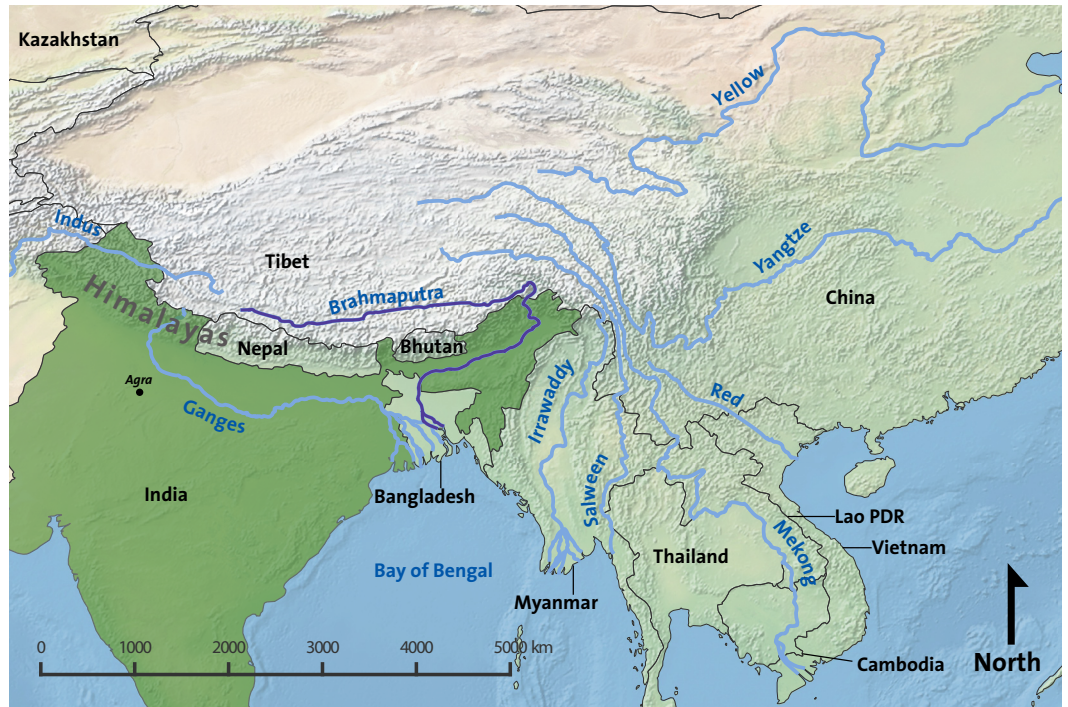 Kazakhstan
Yellow
Indus
Yangtze
Tibet
Himalayas
Brahmaputra
China
Nepal
Bhutan
Agra
Irrawaddy
Red
Ganges
India
Bangladesh
Salween
Lao PDR
Mekong
Vietnam
Thailand
Bay of Bengal
Myanmar
0 1000 2000 3000 4000 5000 km
Cambodia
North